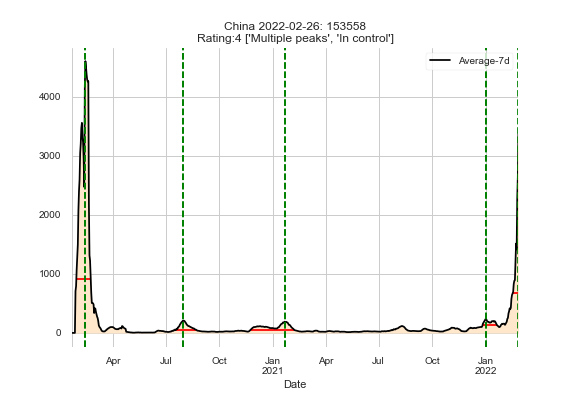 China 2022-02-26: 153558
Rating:4 ['Multiple peaks', 'In control']
Average-7d
4000
3000
2000
1000
0
Apr Jul Oct Jan Apr Jul Oct Jan
2021 2022
Date